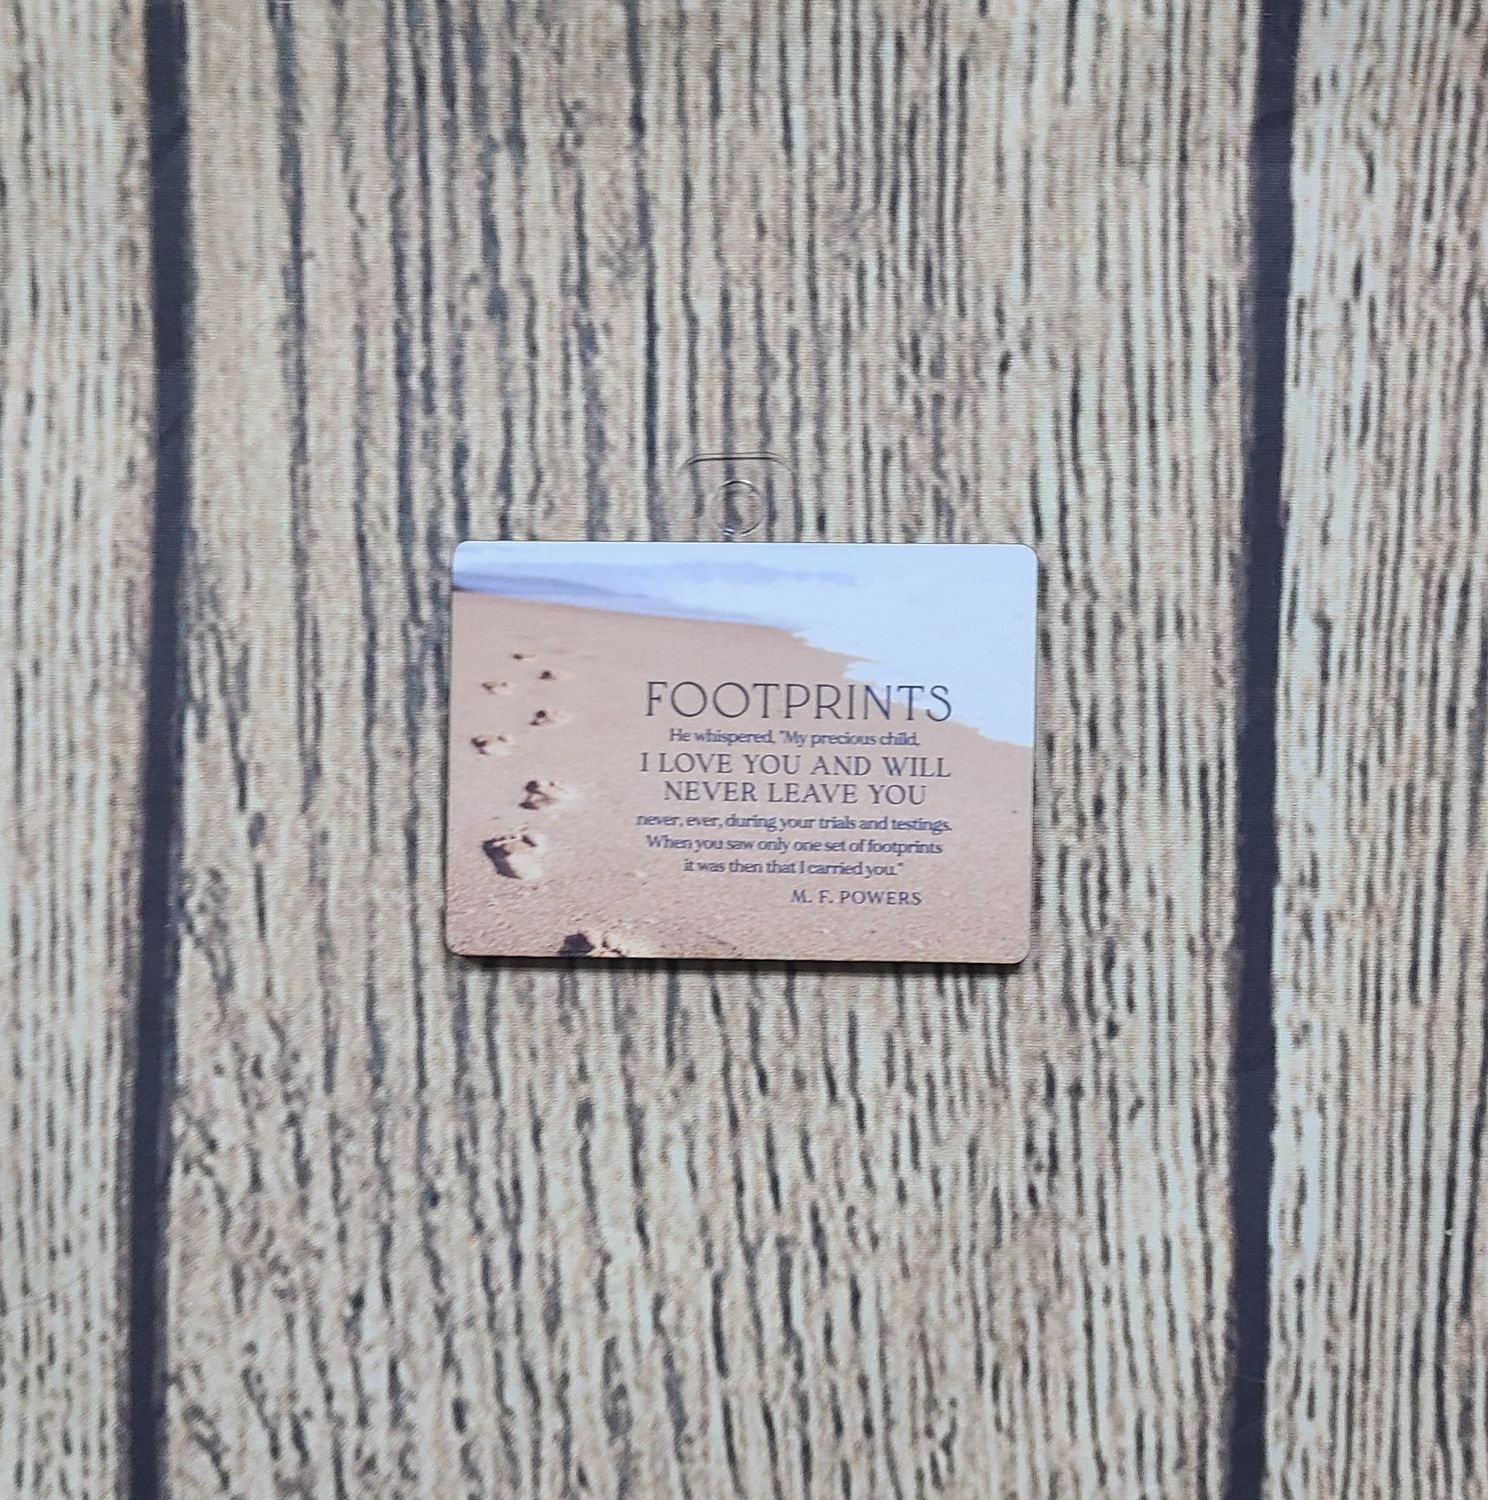 FOOTPRINTS
He whispered, "My precious child,
I LOVE YOU AND WILL
NEVER LEAVE YOU
never, ever, during your trials and testings.
When you saw only one set of footprints
it was then that I carried you."
M. F. POWERS